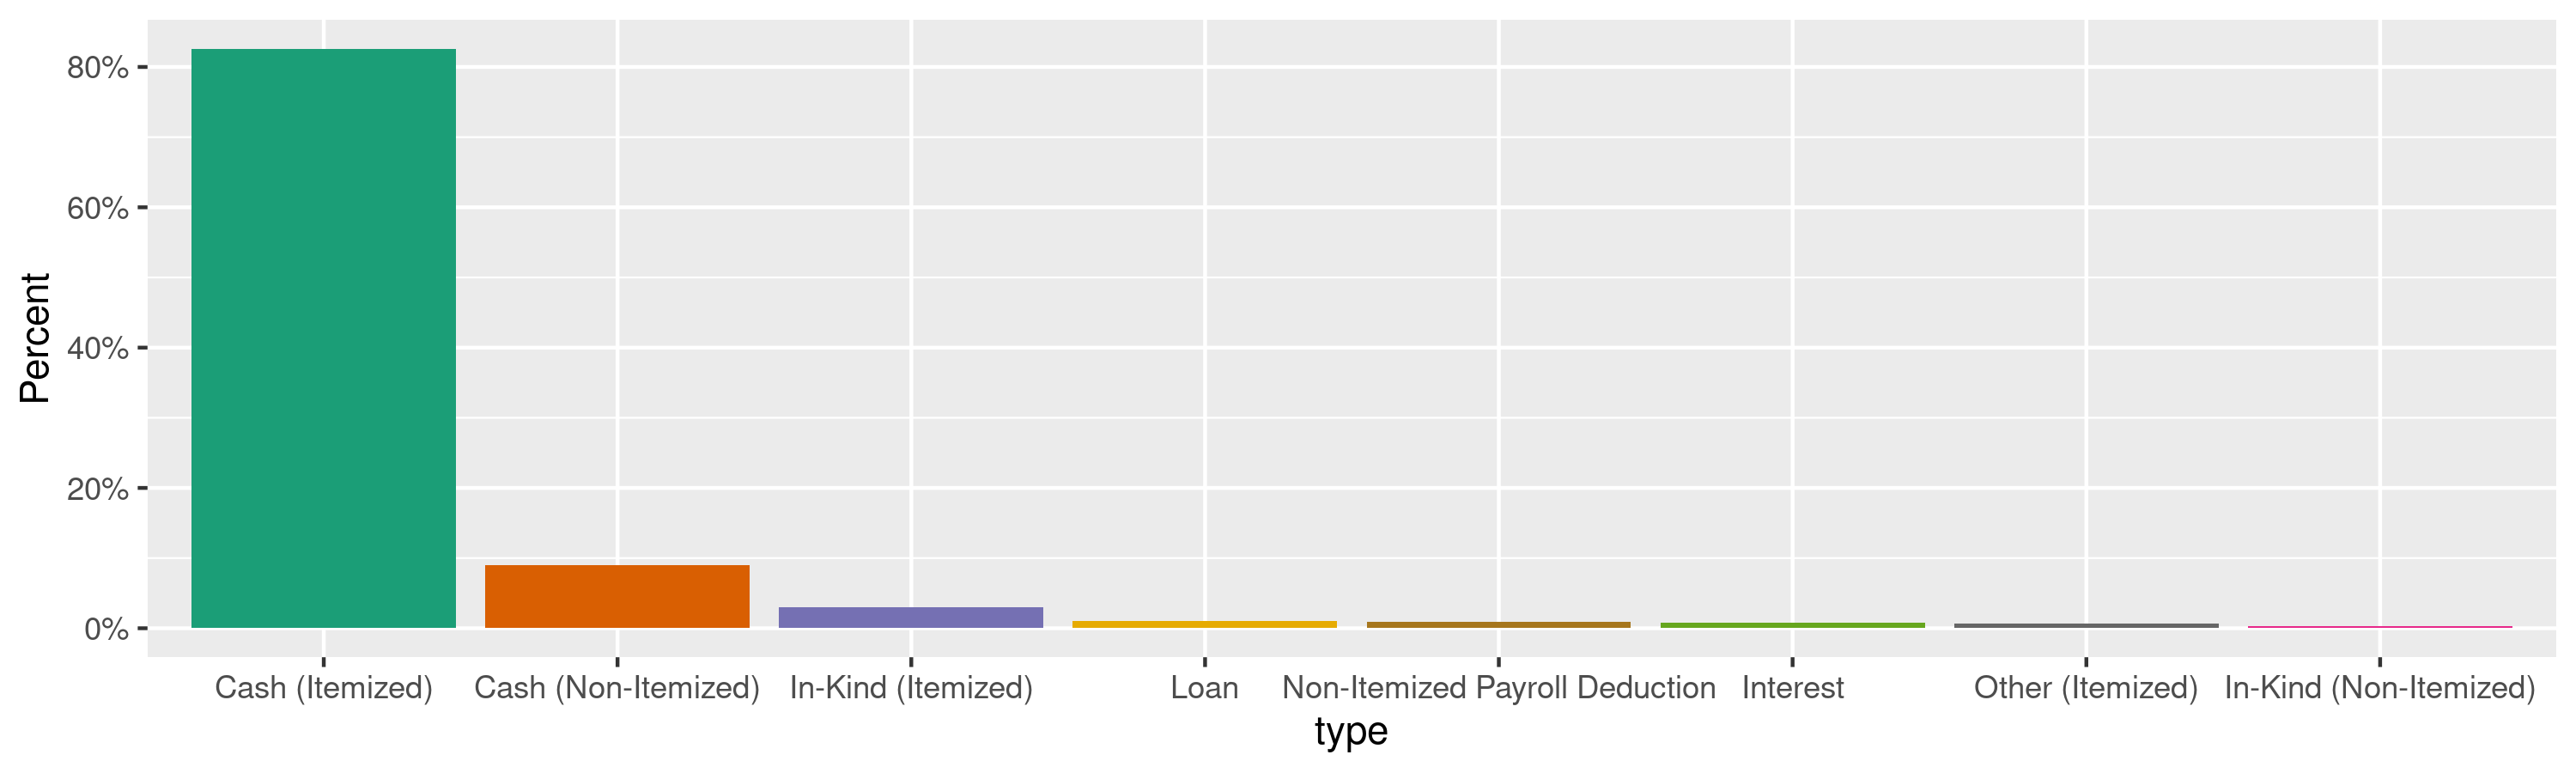 Percent
80%
60%
40%
20%
0%
Cash (Itemized)
Cash (Non-Itemized)
In-Kind (Itemized)
Loan
Non-Itemized Payroll Deduction
Interest
Other (Itemized)
In-Kind (Non-Itemized)
type